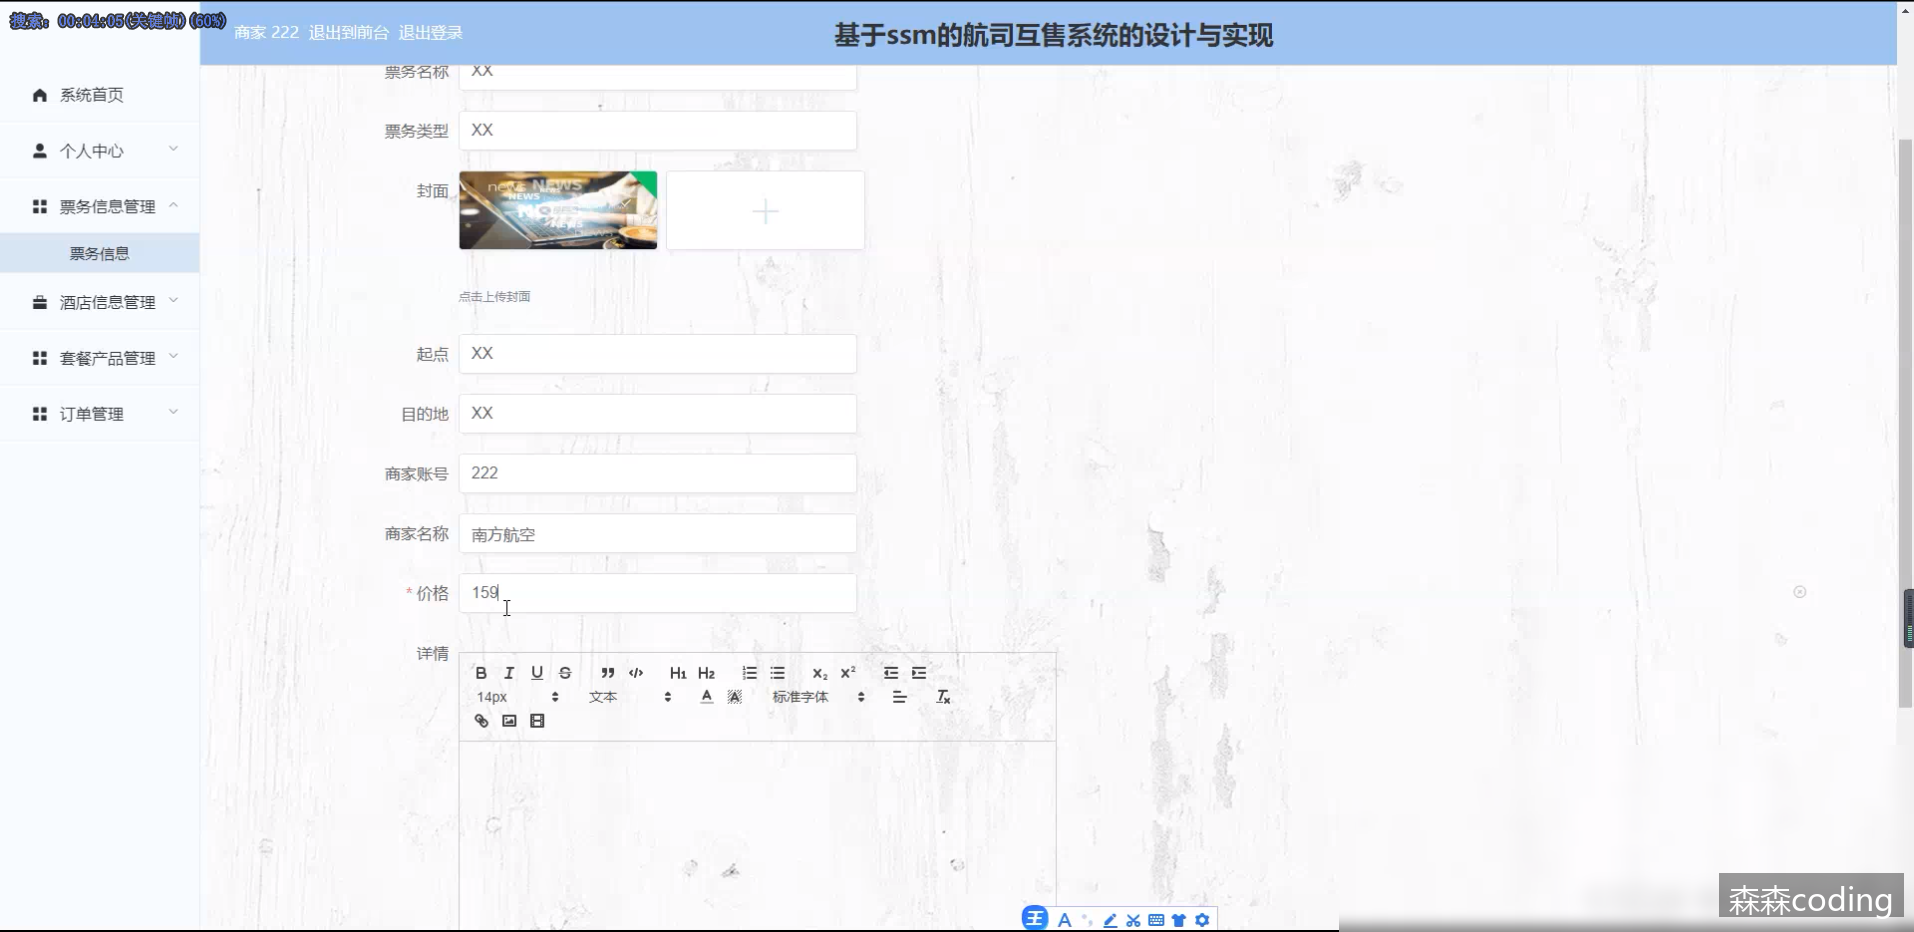 搜索: 00:04:05(关键帧)(60%)
商家 222 退出到前台 退出登录
基于ssm的航司互售系统的设计与实现
系统首页
个人中心
票务信息管理
票务信息
酒店信息管理
套餐产品管理
订单管理
票务名称 XX
票务类型 XX
封面
news NEWS
NEWS
点击上传封面
起点 XX
目的地 XX
商家账号 222
商家名称 南方航空
* 价格 159
详情
B I U S ” </> H1 H2 x₂ x²
14px 文本 A A 标准字体
王 A
森森coding